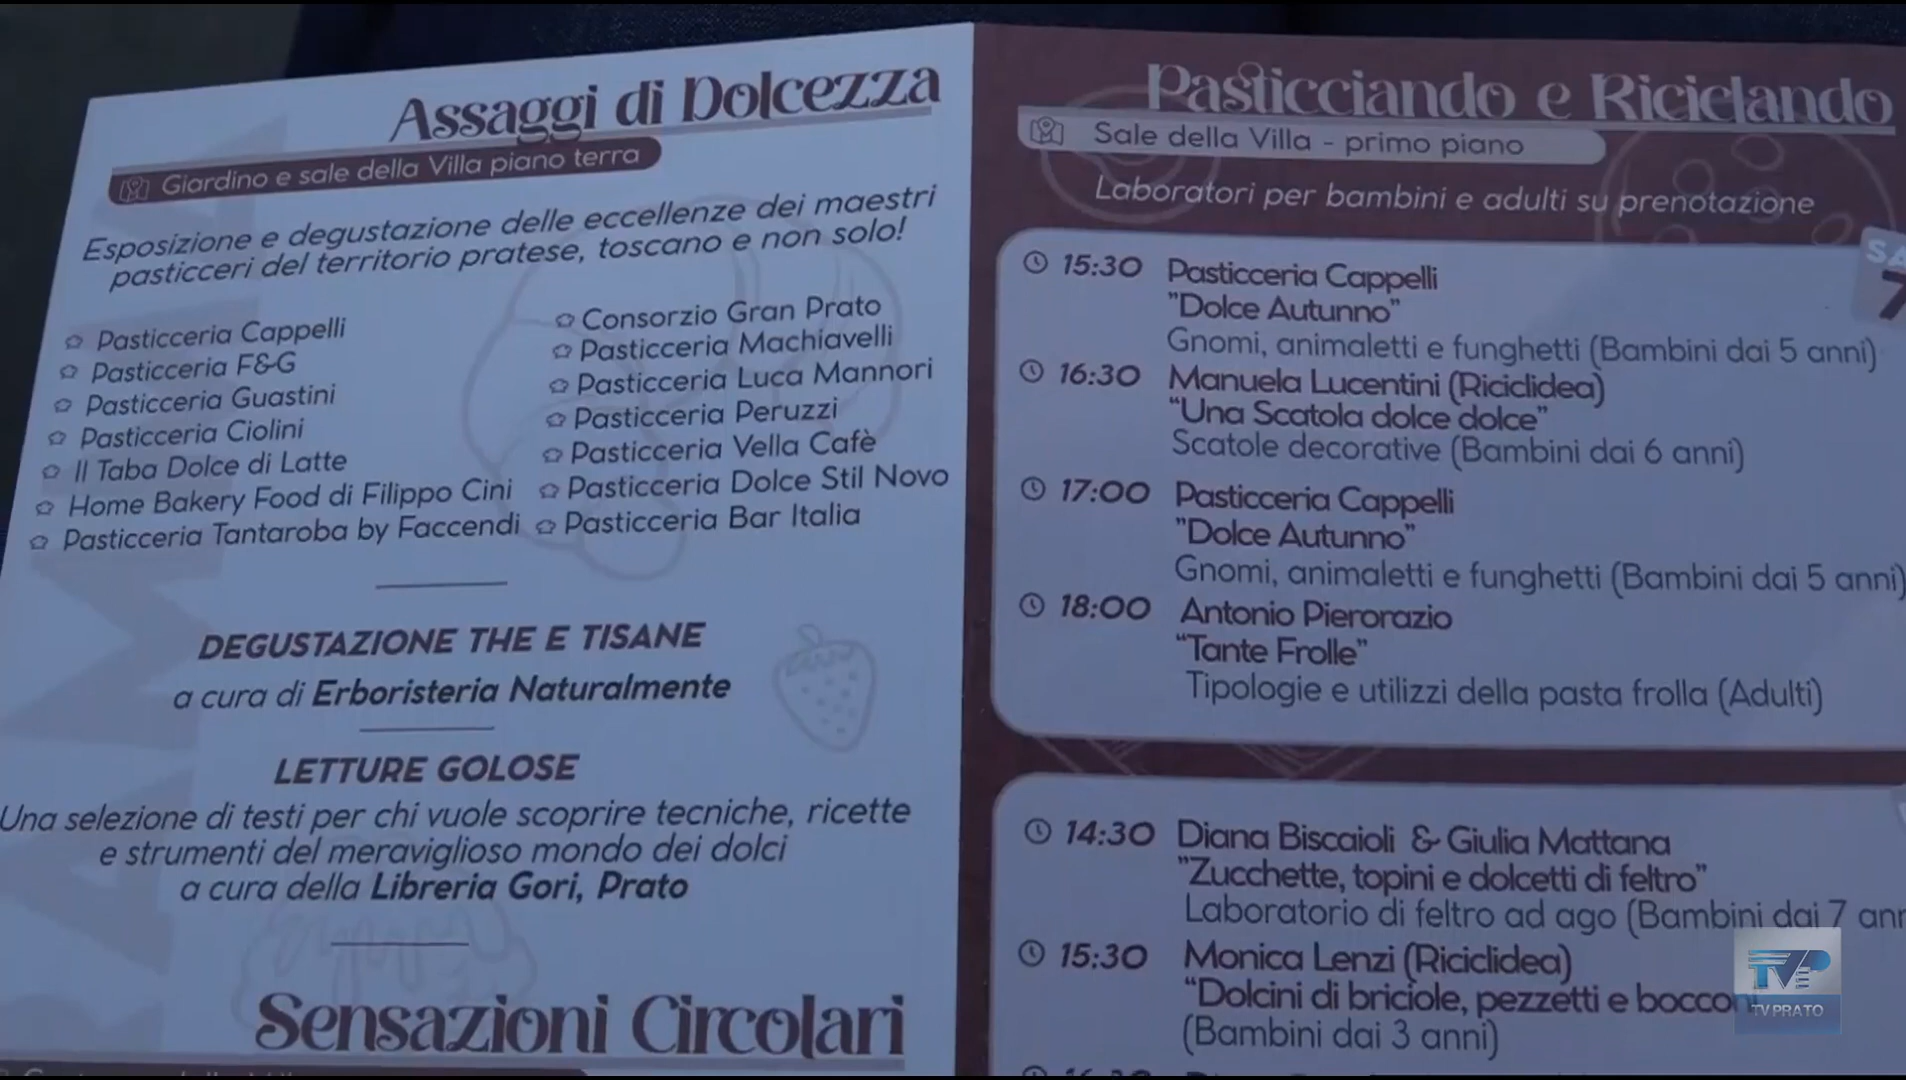 Assaggi di Dolcezza
Giardino e sale della Villa piano terra
Esposizione e degustazione delle eccellenze dei maestri
pasticceri del territorio pratese, toscano e non solo!
Pasticceria Cappelli
Pasticceria F&G
Pasticceria Guastini
Pasticceria Ciolini
Il Taba Dolce di Latte
Home Bakery Food di Filippo Cini
Pasticceria Tantaroba by Faccendi
Consorzio Gran Prato
Pasticceria Machiavelli
Pasticceria Luca Mannori
Pasticceria Peruzzi
Pasticceria Vella Cafè
Pasticceria Dolce Stil Novo
Pasticceria Bar Italia
DEGUSTAZIONE THE E TISANE
a cura di Erboristeria Naturalmente
LETTURE GOLOSE
Una selezione di testi per chi vuole scoprire tecniche, ricette
e strumenti del meraviglioso mondo dei dolci
a cura della Libreria Gori, Prato
Sensazioni Circolari
Pasticciando e Riciclando
Sale della Villa - primo piano
Laboratori per bambini e adulti su prenotazione
SA
7
15:30 Pasticceria Cappelli
"Dolce Autunno"
Gnomi, animaletti e funghetti (Bambini dai 5 anni)
16:30 Manuela Lucentini (Riciclidea)
“Una Scatola dolce dolce”
Scatole decorative (Bambini dai 6 anni)
17:00 Pasticceria Cappelli
"Dolce Autunno"
Gnomi, animaletti e funghetti (Bambini dai 5 anni)
18:00 Antonio Pierorazio
“Tante Frolle”
Tipologie e utilizzi della pasta frolla (Adulti)
14:30 Diana Biscaioli & Giulia Mattana
"Zucchette, topini e dolcetti di feltro"
Laboratorio di feltro ad ago (Bambini dai 7 ann
15:30 Monica Lenzi (Riciclidea)
“Dolcini di briciole, pezzetti e boccon
(Bambini dai 3 anni)
TV PRATO